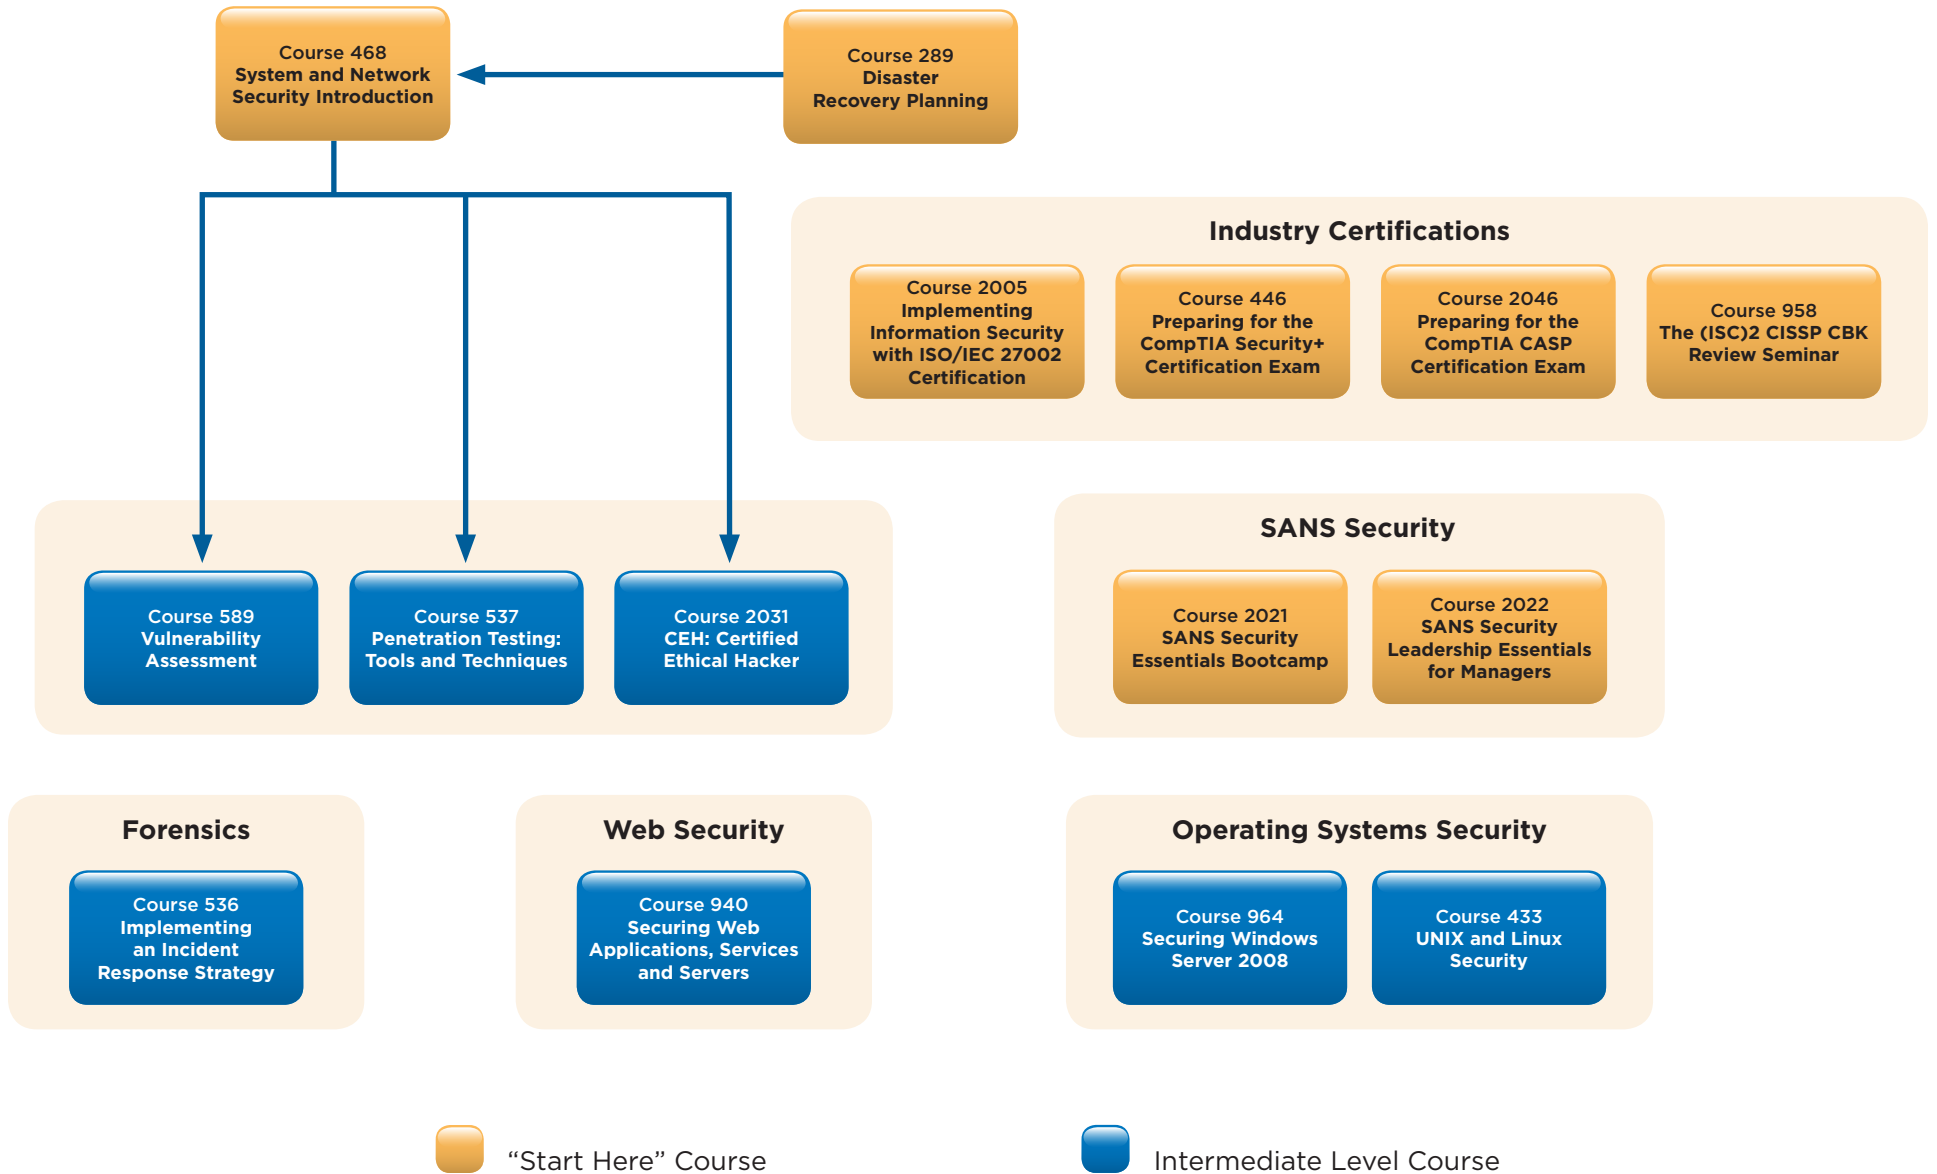 Course 468
System and Network
Security Introduction
Course 289
Disaster
Recovery Planning
Industry Certifications
Course 2005
Implementing
Information Security
with ISO/IEC 27002
Certification
Course 446
Preparing for the
CompTIA Security+
Certification Exam
Course 2046
Preparing for the
CompTIA CASP
Certification Exam
Course 958
The (ISC)2 CISSP CBK
Review Seminar
Course 589
Vulnerability
Assessment
Course 537
Penetration Testing:
Tools and Techniques
Course 2031
CEH: Certified
Ethical Hacker
SANS Security
Course 2021
SANS Security
Essentials Bootcamp
Course 2022
SANS Security
Leadership Essentials
for Managers
Forensics
Course 536
Implementing
an Incident
Response Strategy
Web Security
Course 940
Securing Web
Applications, Services
and Servers
Operating Systems Security
Course 964
Securing Windows
Server 2008
Course 433
UNIX and Linux
Security
“Start Here” Course
Intermediate Level Course